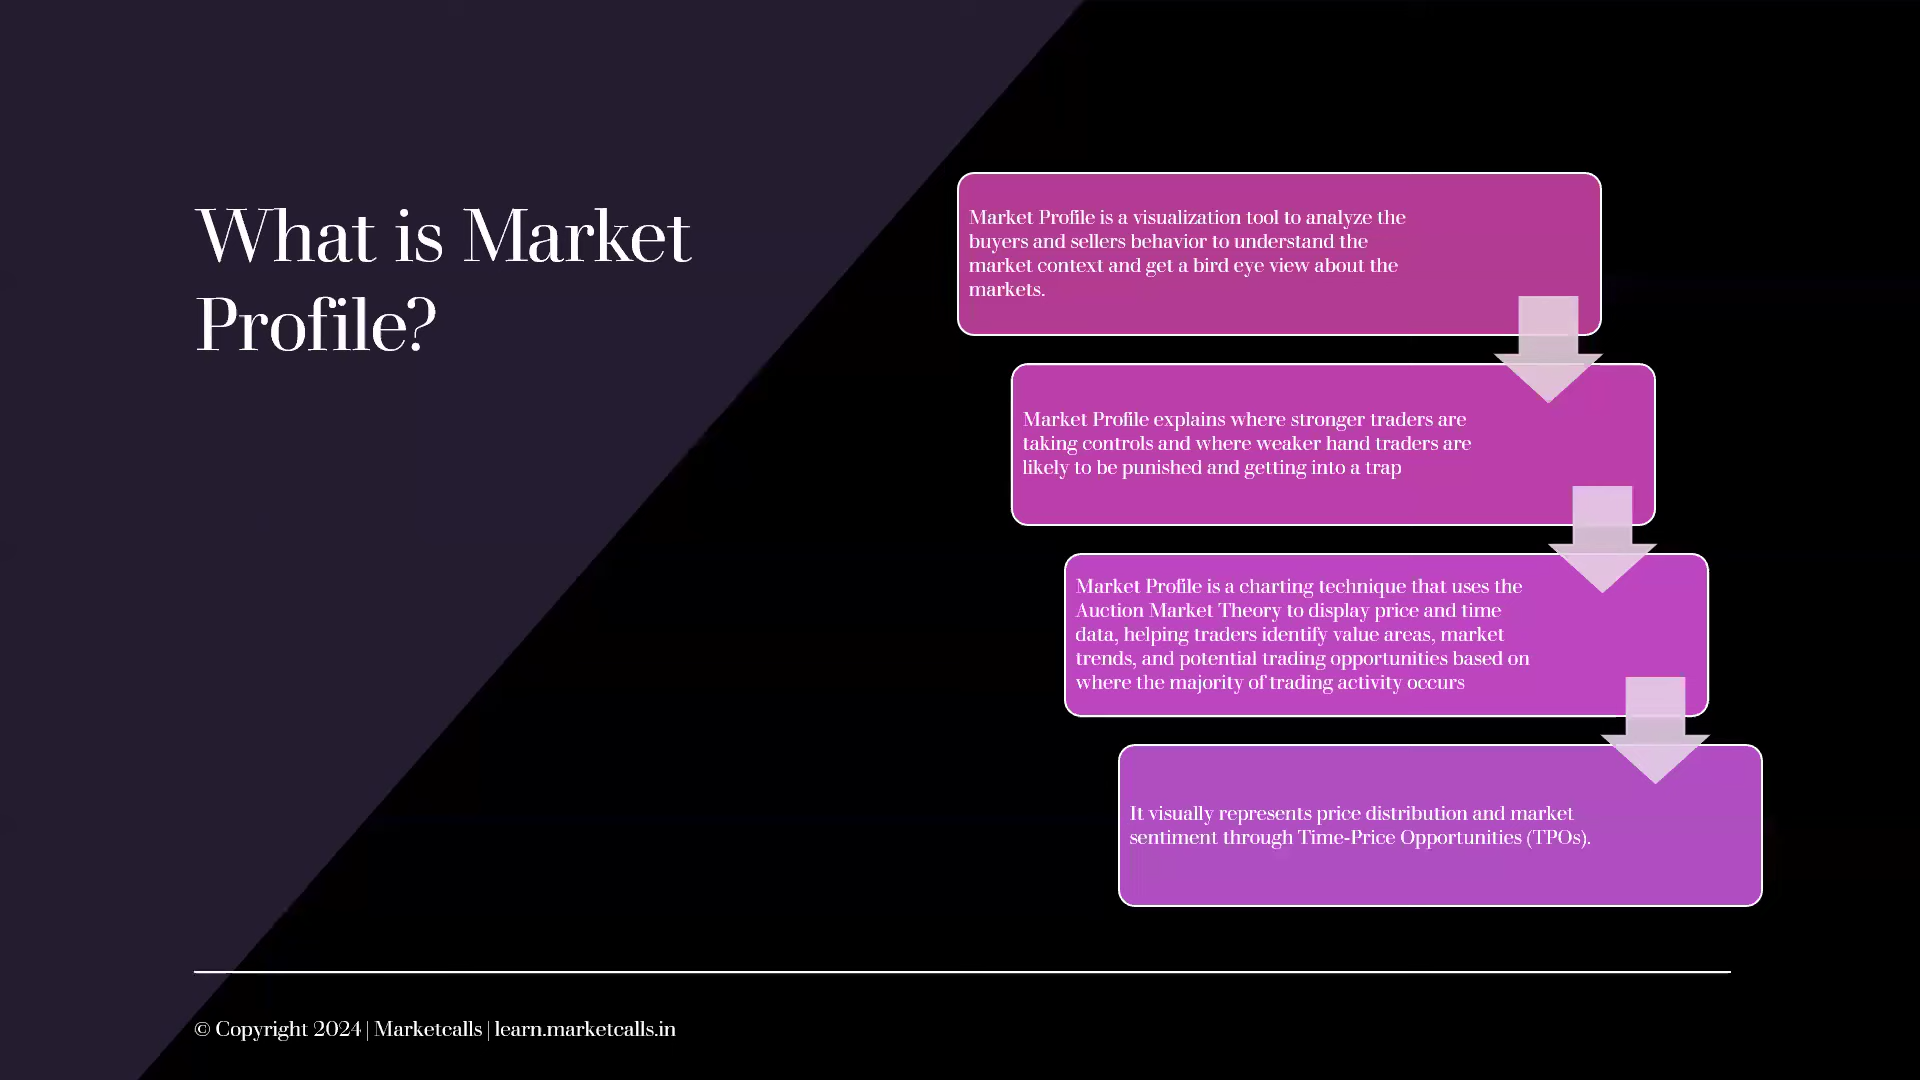 What is Market
Profile?
Market Profile is a visualization tool to analyze the
buyers and sellers behavior to understand the
market context and get a bird eye view about the
markets.
Market Profile explains where stronger traders are
taking controls and where weaker hand traders are
likely to be punished and getting into a trap
Market Profile is a charting technique that uses the
Auction Market Theory to display price and time
data, helping traders identify value areas, market
trends, and potential trading opportunities based on
where the majority of trading activity occurs
It visually represents price distribution and market
sentiment through Time-Price Opportunities (TPOs).
© Copyright 2024 | Marketcalls | learn.marketcalls.in